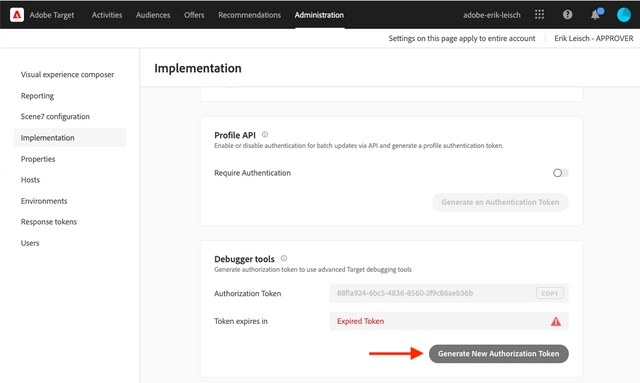 Adobe Target Activities Audiences Offers Recommendations Administration adobe-erik-leisch
Settings on this page apply to entire account Erik Leisch - APPROVER
Visual experience composer
Reporting
Scene7 configuration
Implementation
Properties
Hosts
Environments
Response tokens
Users
Implementation
Profile API
Enable or disable authentication for batch updates via API and generate a profile authentication token.
Require Authentication
Generate an Authentication Token
Debugger tools
Generate authorization token to use advanced Target debugging tools
Authorization Token 88f1a924-6bc5-4836-8560-2f9c86aeb36b COPY
Token expires in Expired Token
Generate New Authorization Token